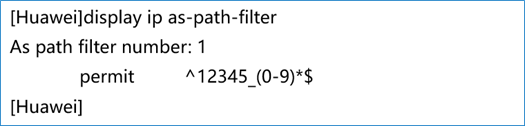 [Huawei]display ip as-path-filter
As path filter number: 1
permit ^12345_(0-9)*$
[Huawei]